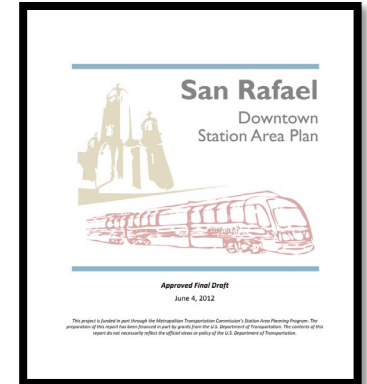 San Rafael
Downtown
Station Area Plan
Approved Final Draft
June 4, 2012
This project is funded in part through the Metropolitan Transportation Commission's Station Area Planning Program. The
preparation of this report has been financed in part by grants from the U.S. Department of Transportation. The contents of this
report do not necessarily reflect the official views or policy of the U.S. Department of Transportation.